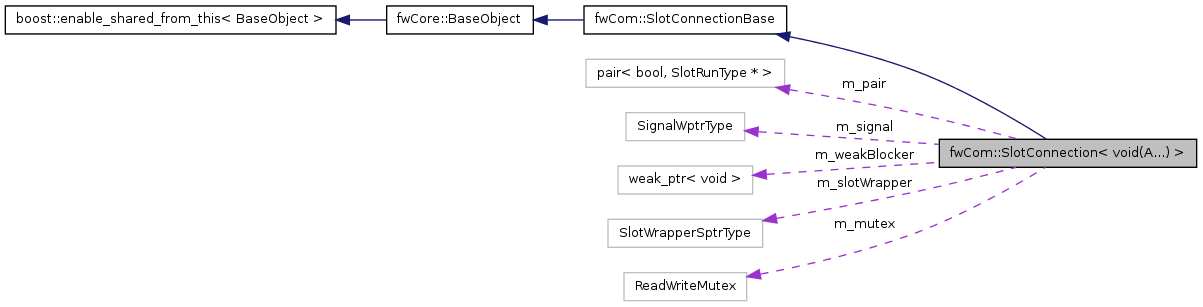 boost::enable_shared_from_this< BaseObject >
fwCore::BaseObject
fwCom::SlotConnectionBase
pair< bool, SlotRunType * >
m_pair
SignalWptrType
m_signal
fwCom::SlotConnection< void(A...) >
m_weakBlocker
weak_ptr< void >
m_slotWrapper
SlotWrapperSptrType
m_mutex
ReadWriteMutex